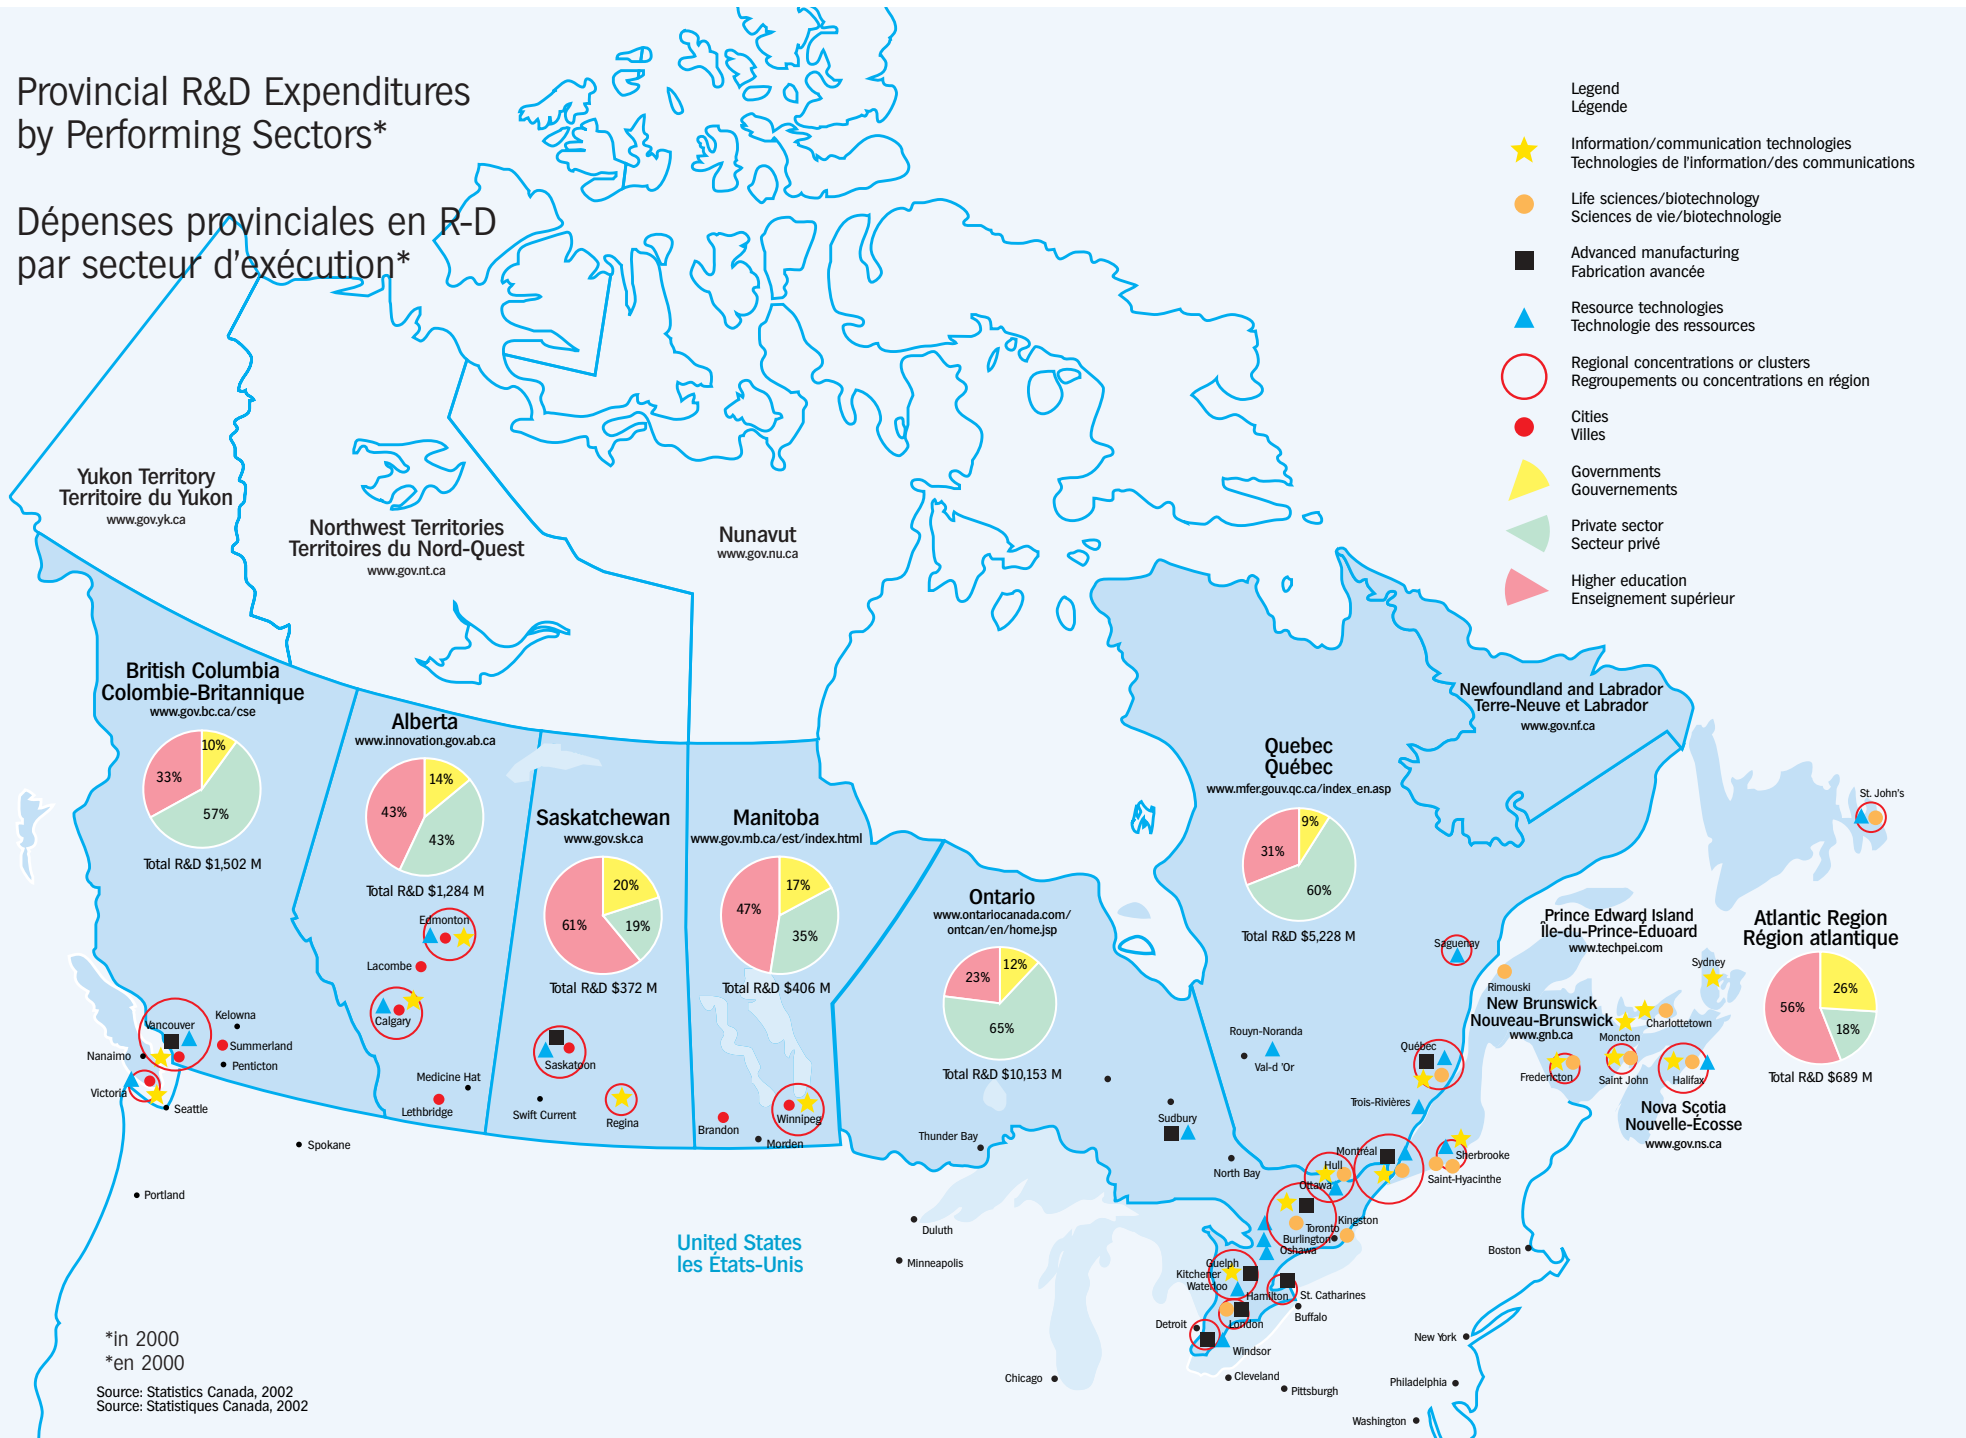 Provincial R&D Expenditures
by Performing Sectors*
Dépenses provinciales en R-D
par secteur d'exécution*
Legend
Légende
Information/communication technologies
Technologies de l'information/des communications
Life sciences/biotechnology
Sciences de vie/biotechnologie
Advanced manufacturing
Fabrication avancée
Resource technologies
Technologie des ressources
Regional concentrations or clusters
Regroupements ou concentrations en région
Cities
Villes
Governments
Gouvernements
Private sector
Secteur privé
Higher education
Enseignement supérieur
Yukon Territory
Territoire du Yukon
www.gov.yk.ca
Northwest Territories
Territoires du Nord-Quest
www.gov.nt.ca
Nunavut
www.gov.nu.ca
British Columbia
Colombie-Britannique
www.gov.bc.ca/cse
10%
33%
57%
Total R&D $1,502 M
Alberta
www.innovation.gov.ab.ca
14%
43%
43%
Total R&D $1,284 M
Edmonton
Lacombe
Calgary
Medicine Hat
Lethbridge
Vancouver
Kelowna
Summerland
Nanaimo
Penticton
Victoria
Seattle
Spokane
Portland
Saskatchewan
www.gov.sk.ca
20%
61%
19%
Total R&D $372 M
Saskatoon
Swift Current
Regina
Manitoba
www.gov.mb.ca/est/index.html
17%
47%
35%
Total R&D $406 M
Brandon
Winnipeg
Morden
Ontario
www.ontariocanada.com/
ontcan/en/home.jsp
12%
23%
65%
Total R&D $10,153 M
Thunder Bay
Sudbury
North Bay
Quebec
Québec
www.mfer.gouv.qc.ca/index_en.asp
9%
31%
60%
Total R&D $5,228 M
Rouyn-Noranda
Val-d 'Or
Saguenay
Rimouski
Québec
Trois-Rivières
Montréal
Sherbrooke
Saint-Hyacinthe
Hull
Ottawa
Kingston
Toronto
Burlington
Oshawa
Guelph
Kitchener
Waterloo
Hamilton
St. Catharines
London
Buffalo
Detroit
Windsor
Cleveland
Pittsburgh
Chicago
Duluth
Minneapolis
United States
les États-Unis
Newfoundland and Labrador
Terre-Neuve et Labrador
www.gov.nf.ca
St. John's
Prince Edward Island
Île-du-Prince-Éduoard
www.techpei.com
Atlantic Region
Région atlantique
26%
56%
18%
Total R&D $689 M
Sydney
New Brunswick
Nouveau-Brunswick
www.gnb.ca
Charlottetown
Moncton
Fredericton
Saint John
Halifax
Nova Scotia
Nouvelle-Écosse
www.gov.ns.ca
Boston
New York
Philadelphia
Washington
*in 2000
*en 2000
Source: Statistics Canada, 2002
Source: Statistiques Canada, 2002